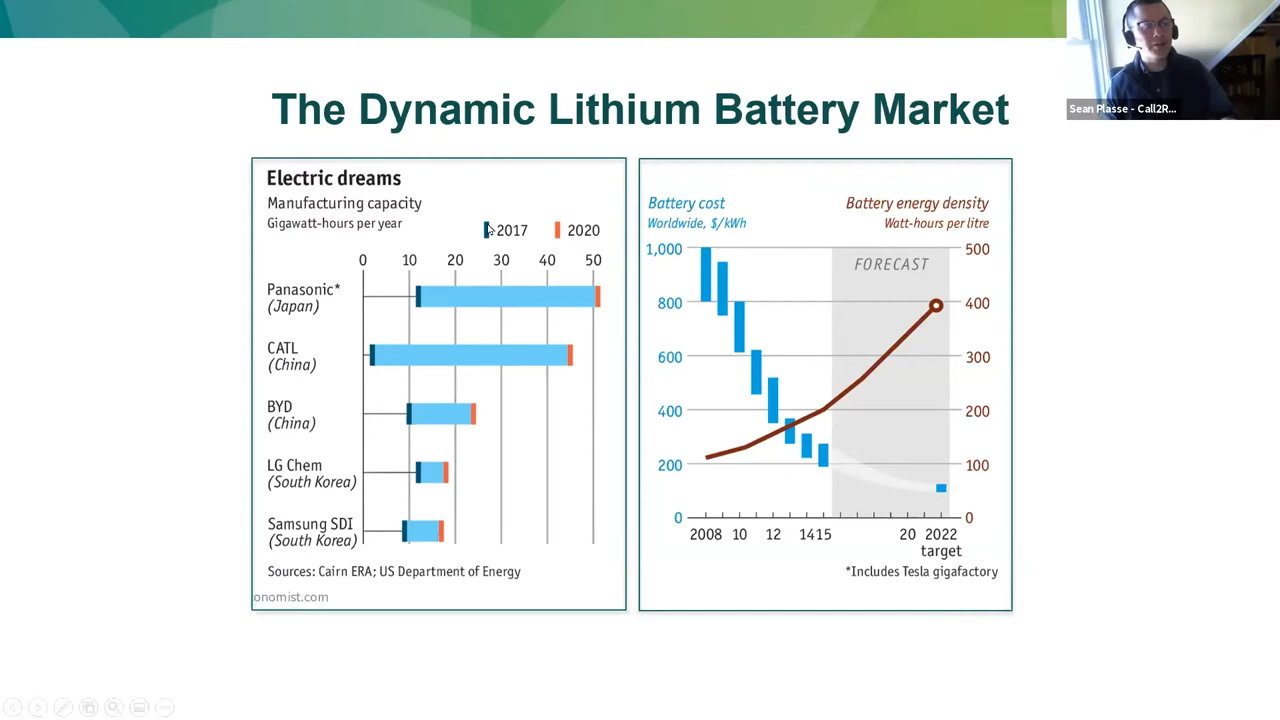 Sean Plasse - Call2R...
The Dynamic Lithium Battery Market
Electric dreams
Manufacturing capacity
Gigawatt-hours per year
2017 2020
0 10 20 30 40 50
Panasonic*
(Japan)
CATL
(China)
BYD
(China)
LG Chem
(South Korea)
Samsung SDI
(South Korea)
Sources: Cairn ERA; US Department of Energy
onomist.com
Battery cost
Worldwide, $/kWh
Battery energy density
Watt-hours per litre
1,000 500
FORECAST
800 400
600 300
400 200
200 100
0 0
2008 10 12 14 15 20 2022
target
*Includes Tesla gigafactory